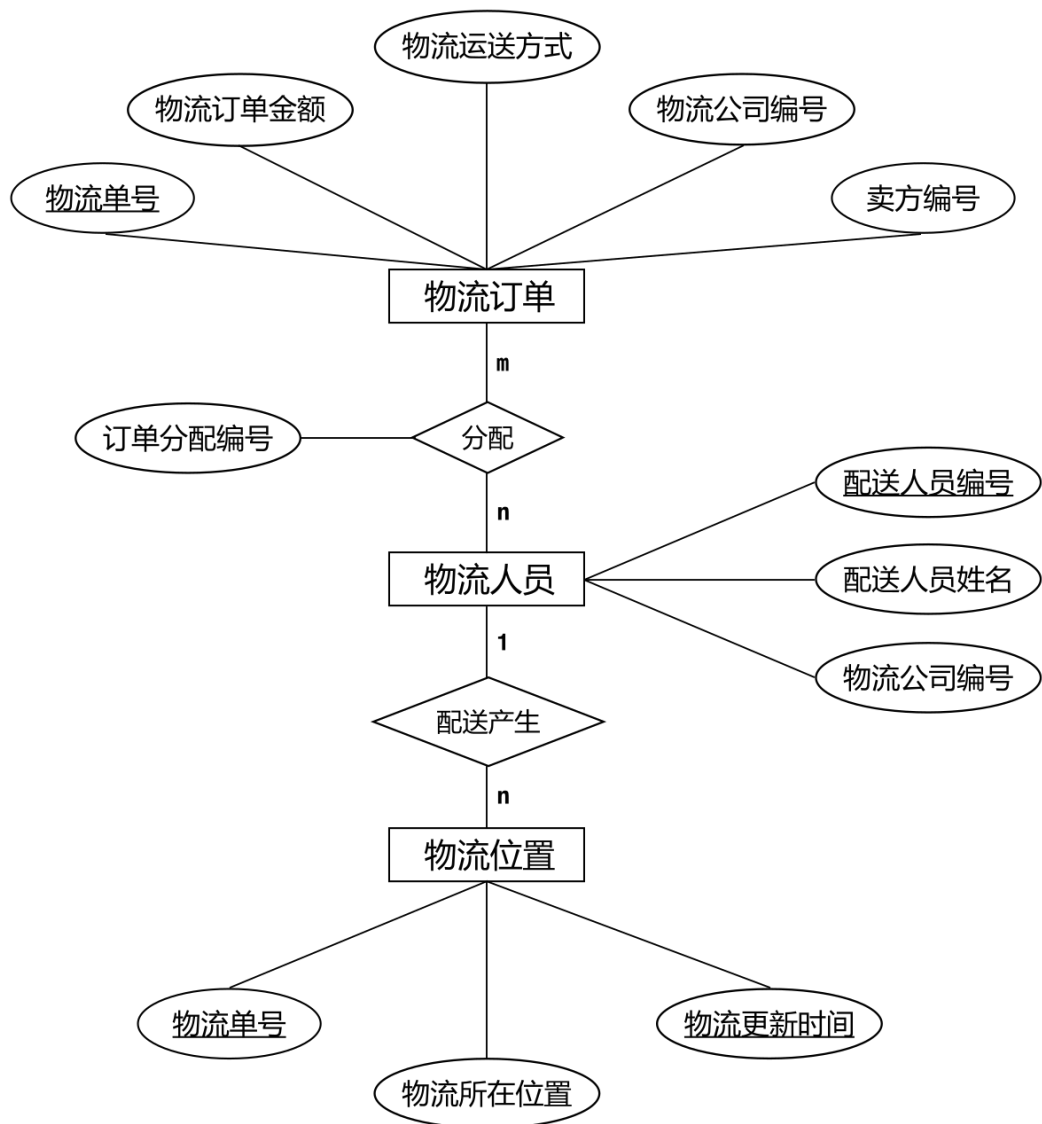 物流运送方式
物流订单金额
物流公司编号
物流单号
卖方编号
物流订单
m
订单分配编号
分配
n
配送人员编号
物流人员
配送人员姓名
1
物流公司编号
配送产生
n
物流位置
物流单号
物流更新时间
物流所在位置